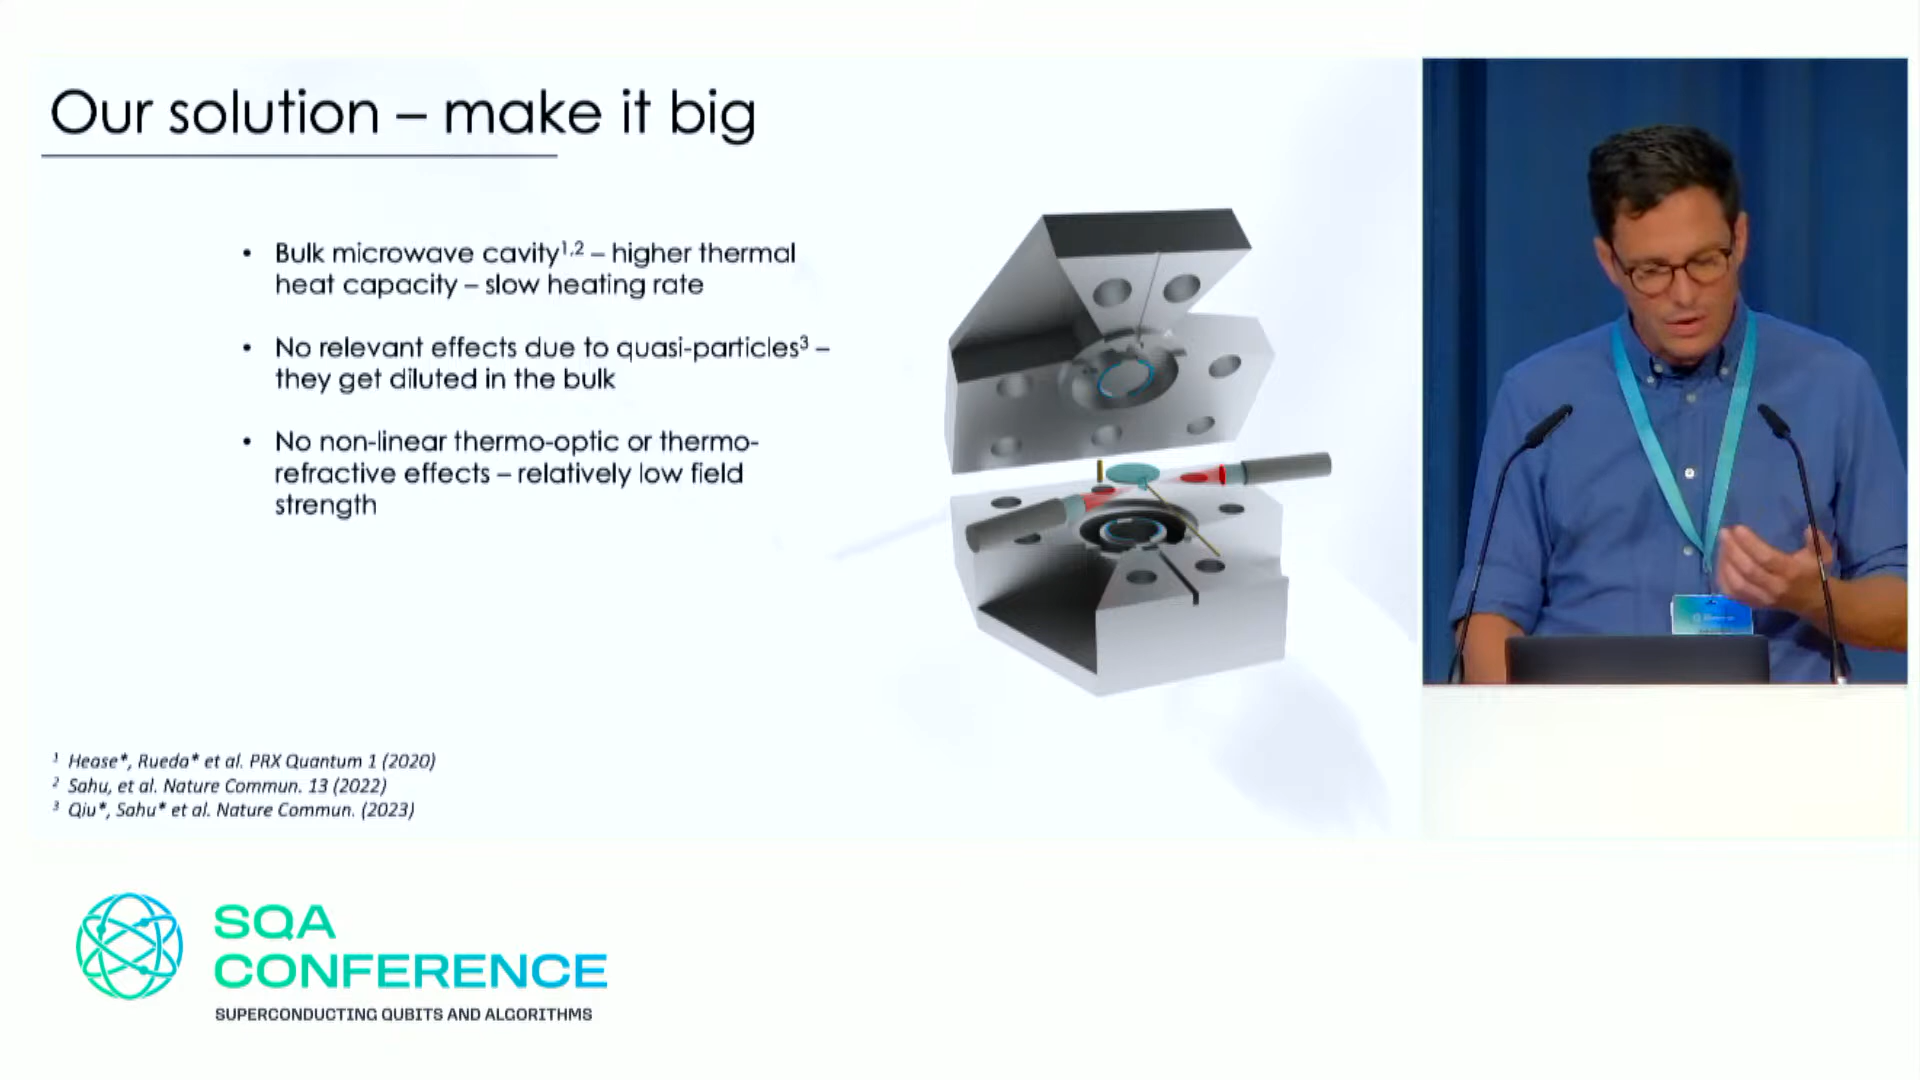 Our solution – make it big
• Bulk microwave cavity1,2 – higher thermal
heat capacity – slow heating rate
• No relevant effects due to quasi-particles3 –
they get diluted in the bulk
• No non-linear thermo-optic or thermo-
refractive effects – relatively low field
strength
1 Hease*, Rueda* et al. PRX Quantum 1 (2020)
2 Sahu, et al. Nature Commun. 13 (2022)
3 Qiu*, Sahu* et al. Nature Commun. (2023)
SQA
CONFERENCE
SUPERCONDUCTING QUBITS AND ALGORITHMS